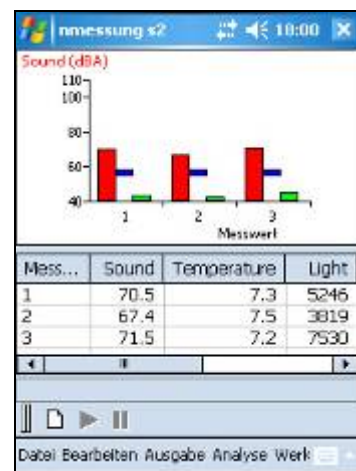 nmessung s2 18:00
Sound (dBA)
110
100
80
60
40
1 2 3
Messwert
Mess... Sound Temperature Light
1 70.5 7.3 5246
2 67.4 7.5 3819
3 71.5 7.2 7530
Datei Bearbeiten Ausgabe Analyse Werk